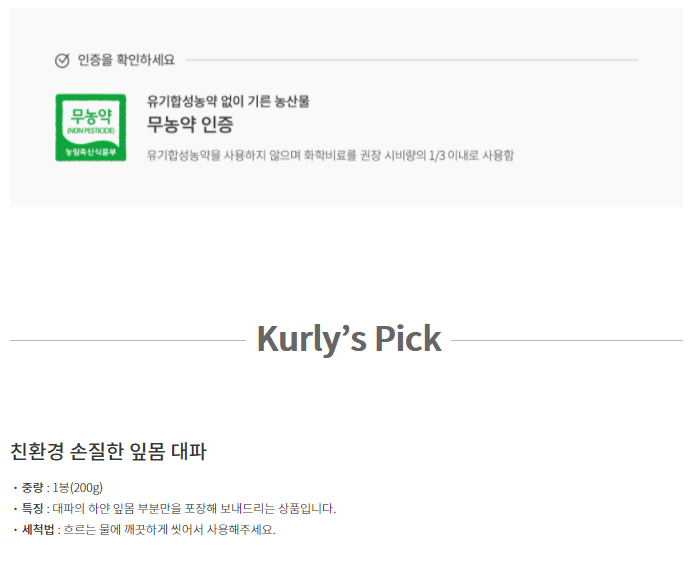 인증을 확인하세요
무농약
(NON PESTICIDE)
농림축산식품부
유기합성농약 없이 기른 농산물
무농약 인증
유기합성농약을 사용하지 않으며 화학비료를 권장 시비량의 1/3 이내로 사용함
Kurly’s Pick
친환경 손질한 잎몸 대파
· 중량 : 1봉(200g)
· 특징 : 대파의 하얀 잎몸 부분만을 포장해 보내드리는 상품입니다.
· 세척법 : 흐르는 물에 깨끗하게 씻어서 사용해주세요.